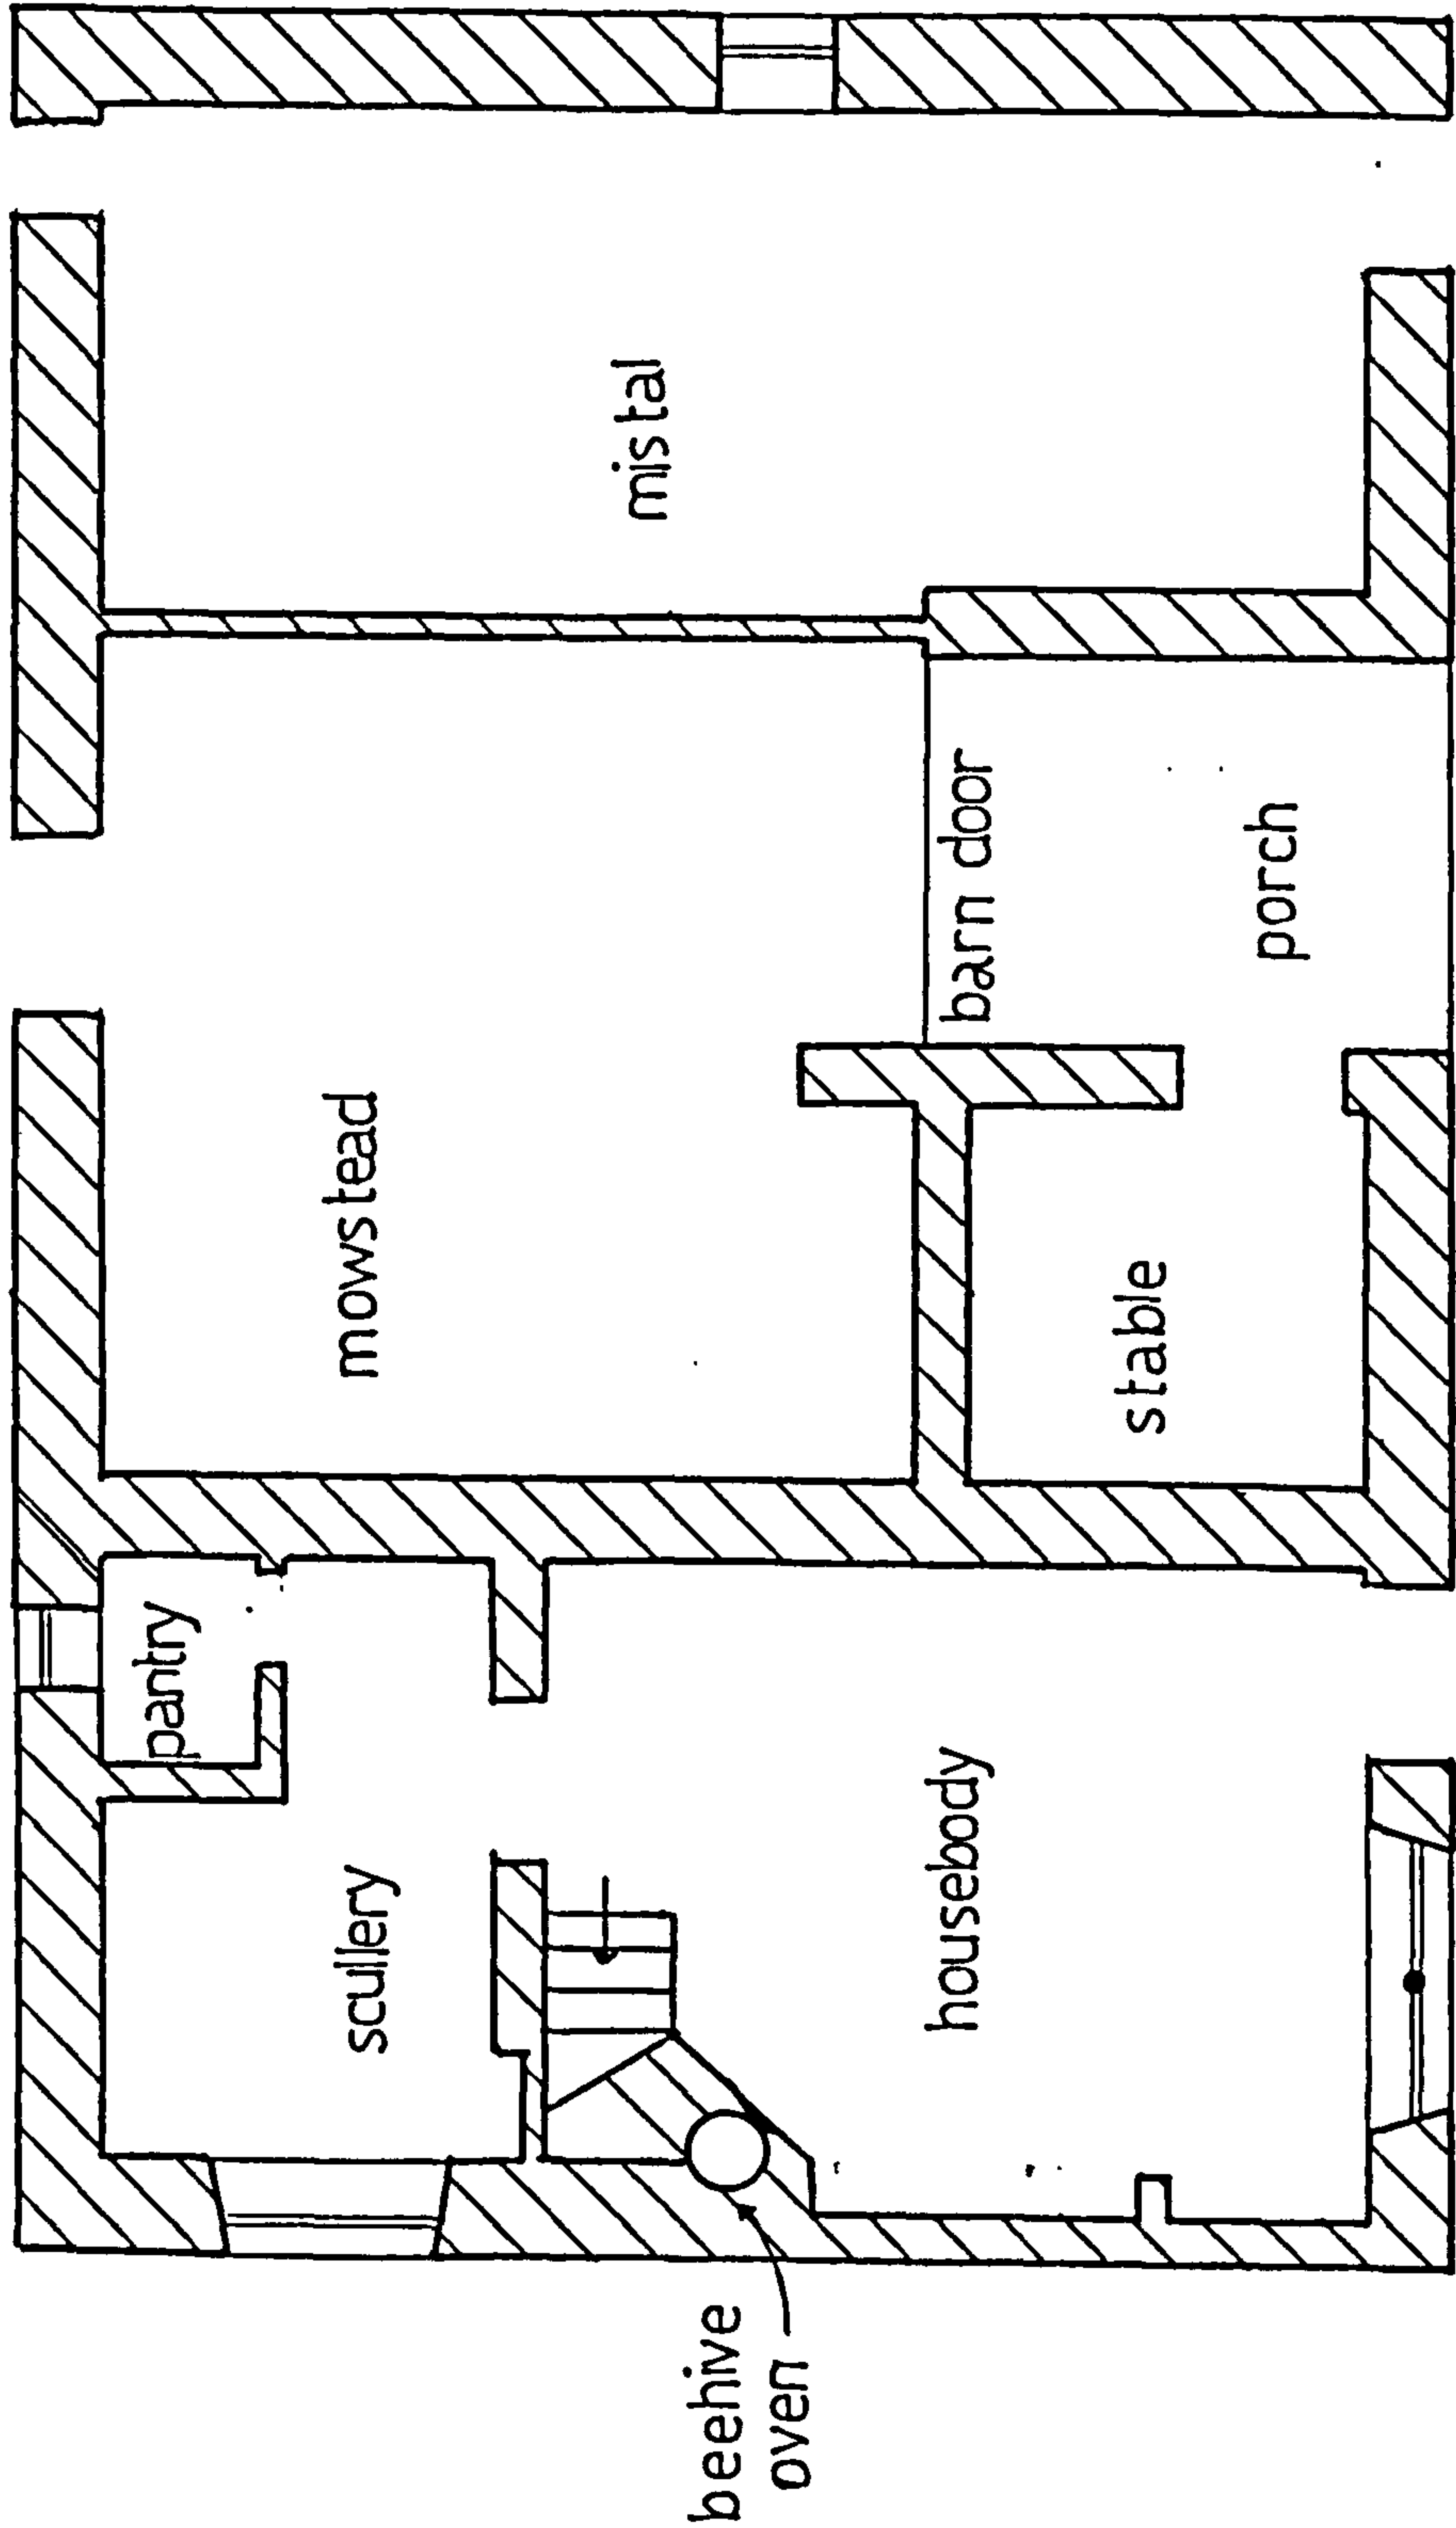 pantry
scullery
mowstead
mistal
beehive
oven
housebody
stable
barn door
porch